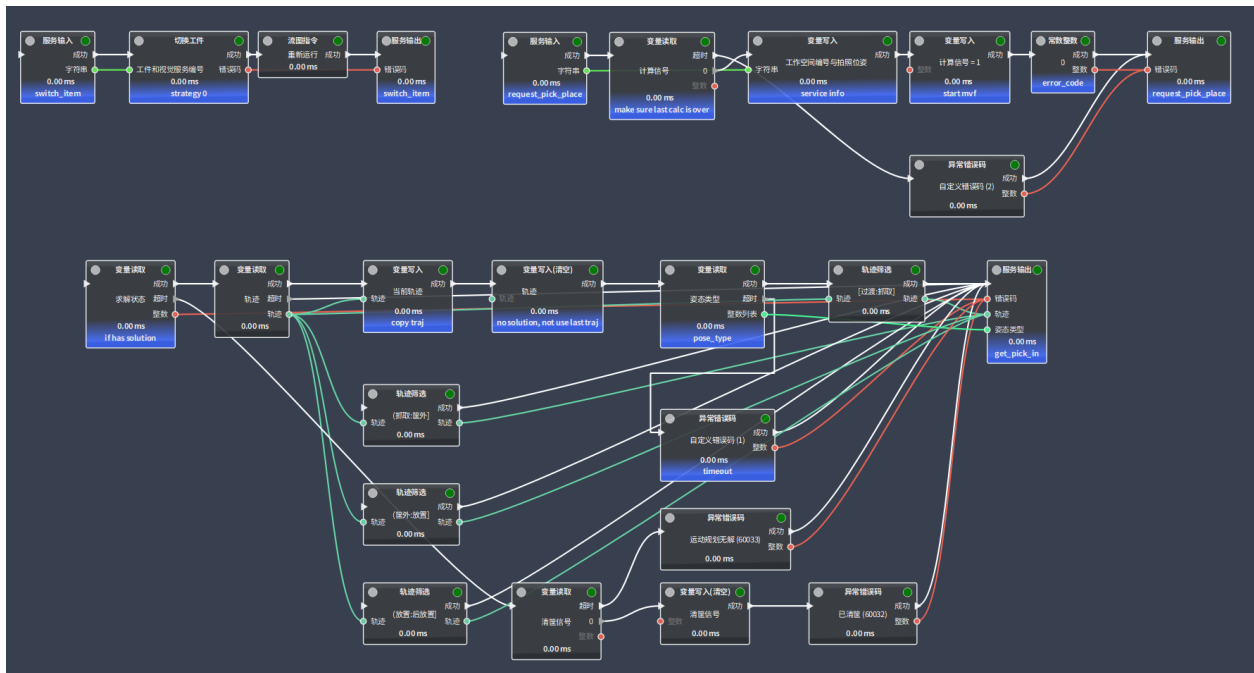 服务输入
成功
字符串
0.00 ms
switch_item
切换工件
成功
工件和视觉服务编号
错误码
0.00 ms
strategy 0
流图指令
成功
重新运行
0.00 ms
服务输出
成功
错误码
0.00 ms
switch_item
服务输入
成功
字符串
0.00 ms
request_pick_place
变量读取
超时
计算信号
0
整数
0.00 ms
make sure last calc is over
变量写入
成功
工作空间编号与拍照位姿
字符串
0.00 ms
service info
变量写入
成功
计算信号 = 1
整数
0.00 ms
start mvf
常数整数
成功
0
整数
0.00 ms
error_code
服务输出
成功
错误码
0.00 ms
request_pick_place
异常错误码
成功
自定义错误码 (2)
整数
0.00 ms
变量读取
成功
求解状态
超时
整数
0.00 ms
if has solution
变量读取
成功
轨迹
超时
轨迹
0.00 ms
变量写入
成功
当前轨迹
轨迹
0.00 ms
copy traj
变量写入(清空)
成功
轨迹
轨迹
0.00 ms
no solution, not use last traj
变量读取
成功
姿态类型
超时
整数列表
0.00 ms
pose_type
轨迹筛选
成功
[过渡:抓取]
轨迹
轨迹
0.00 ms
服务输出
成功
错误码
轨迹
姿态类型
0.00 ms
get_pick_in
轨迹筛选
成功
(抓取:筐外]
轨迹
轨迹
0.00 ms
异常错误码
成功
自定义错误码 (1)
整数
0.00 ms
timeout
轨迹筛选
成功
(筐外:放置]
轨迹
轨迹
0.00 ms
异常错误码
成功
运动规划无解 (60033)
整数
0.00 ms
轨迹筛选
成功
(放置:后放置]
轨迹
轨迹
0.00 ms
变量读取
超时
清筐信号
0
整数
0.00 ms
变量写入(清空)
成功
清筐信号
整数
0.00 ms
异常错误码
成功
已清筐 (60032)
整数
0.00 ms